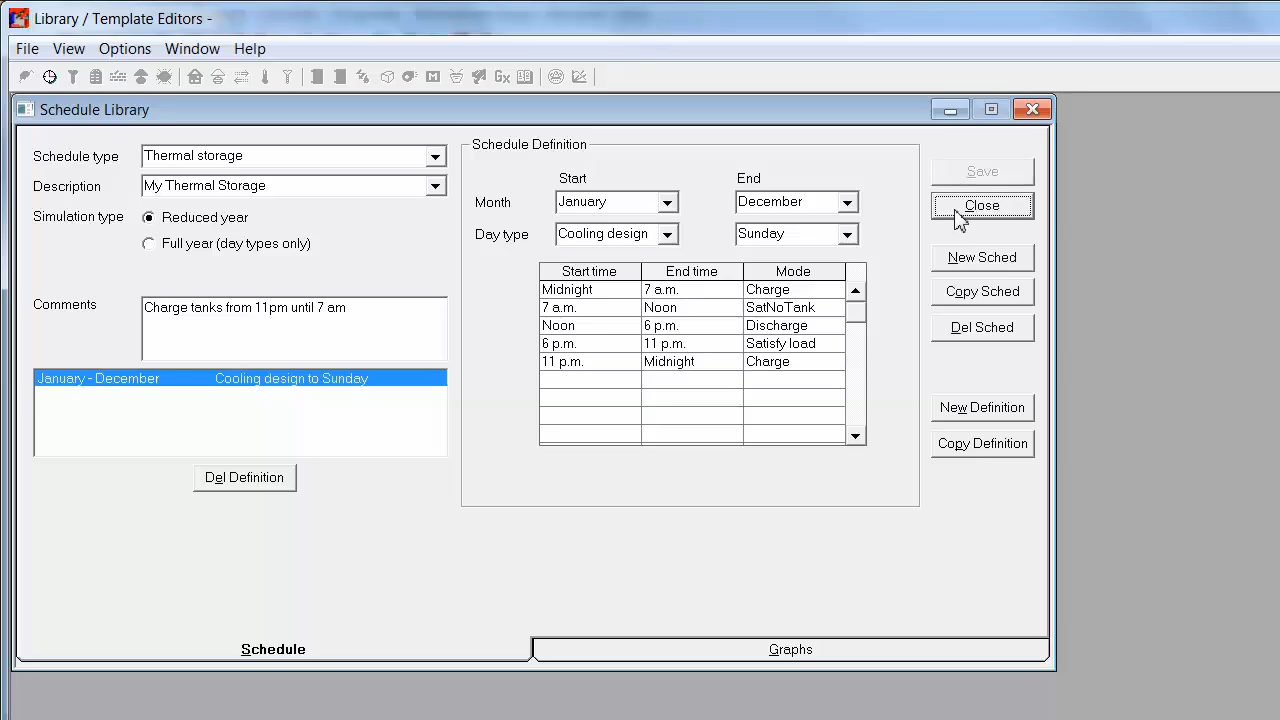 Library / Template Editors -
File View Options Window Help
M Gx
Schedule Library
Schedule type Thermal storage
Description My Thermal Storage
Simulation type Reduced year
Full year (day types only)
Comments Charge tanks from 11pm until 7 am
January - December Cooling design to Sunday
Del Definition
Schedule Definition
Start End
Month January December
Day type Cooling design Sunday
Start time End time Mode
Midnight 7 a.m. Charge
7 a.m. Noon SatNoTank
Noon 6 p.m. Discharge
6 p.m. 11 p.m. Satisfy load
11 p.m. Midnight Charge
Save
Close
New Sched
Copy Sched
Del Sched
New Definition
Copy Definition
Schedule Graphs